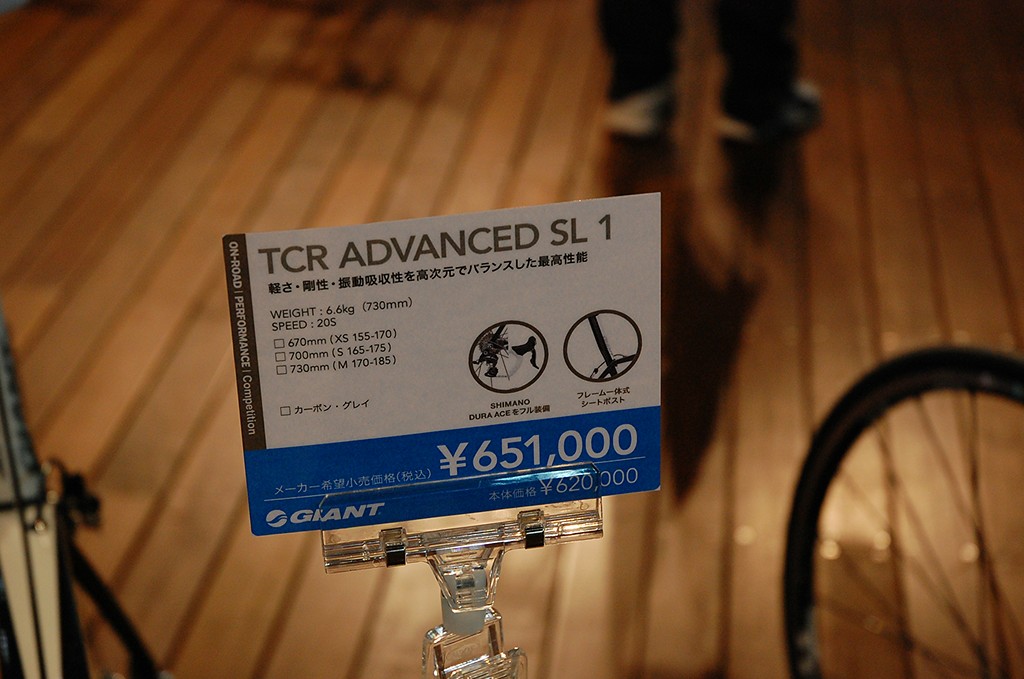 ON-ROAD | PERFORMANCE | Competition
TCR ADVANCED SL 1
軽さ・剛性・振動吸収性を高次元でバランスした最高性能
WEIGHT : 6.6kg (730mm)
SPEED : 20S
□ 670mm (XS 155-170)
□ 700mm (S 165-175)
□ 730mm (M 170-185)
□ カーボン・グレイ
SHIMANO
DURA ACEをフル装備
フレーム一体式
シートポスト
メーカー希望小売価格(税込) ¥651,000
本体価格 ¥620,000
GIANT